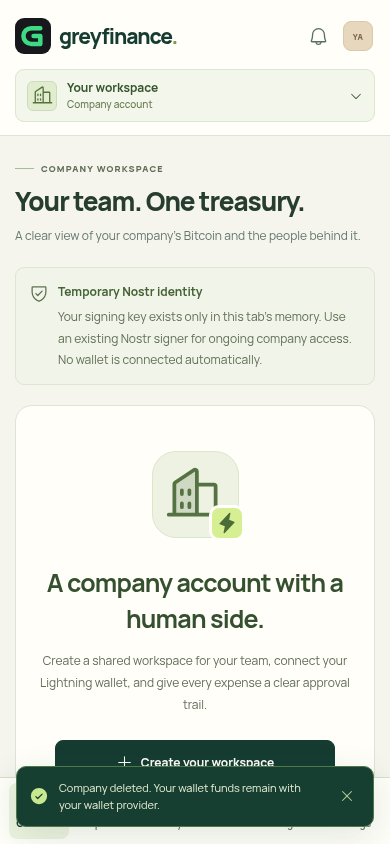 greyfinance.
YA
Your workspace
Company account
COMPANY WORKSPACE
Your team. One treasury.
A clear view of your company's Bitcoin and the people behind it.
Temporary Nostr identity
Your signing key exists only in this tab's memory. Use
an existing Nostr signer for ongoing company access.
No wallet is connected automatically.
A company account with a
human side.
Create a shared workspace for your team, connect your
Lightning wallet, and give every expense a clear approval
trail.
Create your workspace
Company deleted. Your wallet funds remain with
your wallet provider.